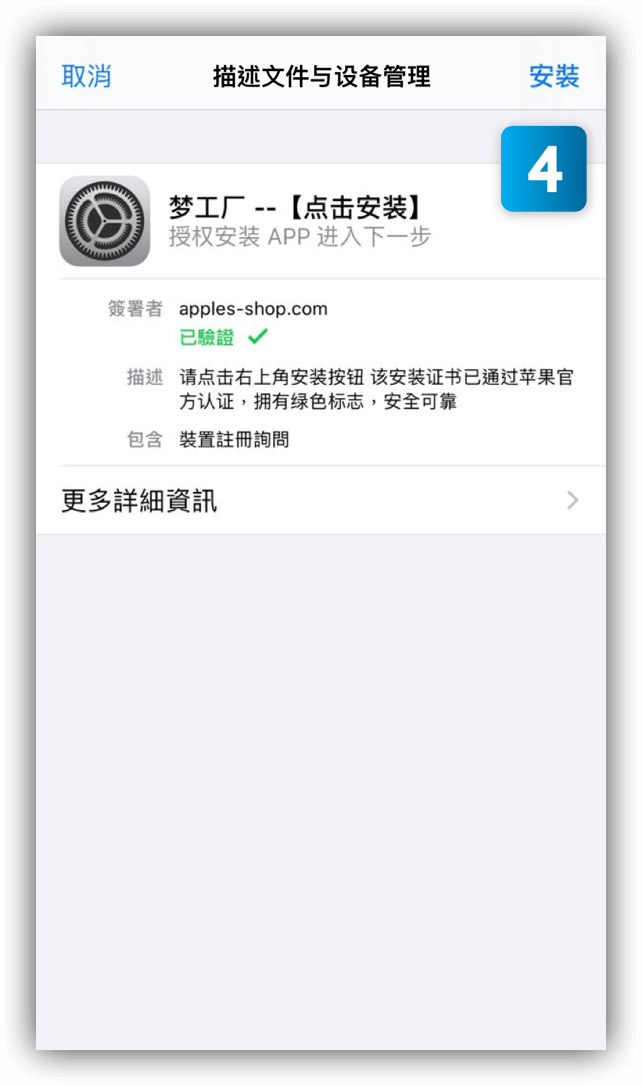 取消 描述文件与设备管理 安裝
4
梦工厂 --【点击安装】
授权安装 APP 进入下一步
簽署者 apples-shop.com
已驗證
描述 请点击右上角安装按钮 该安装证书已通过苹果官
方认证，拥有绿色标志，安全可靠
包含 裝置註冊詢問
更多詳細資訊